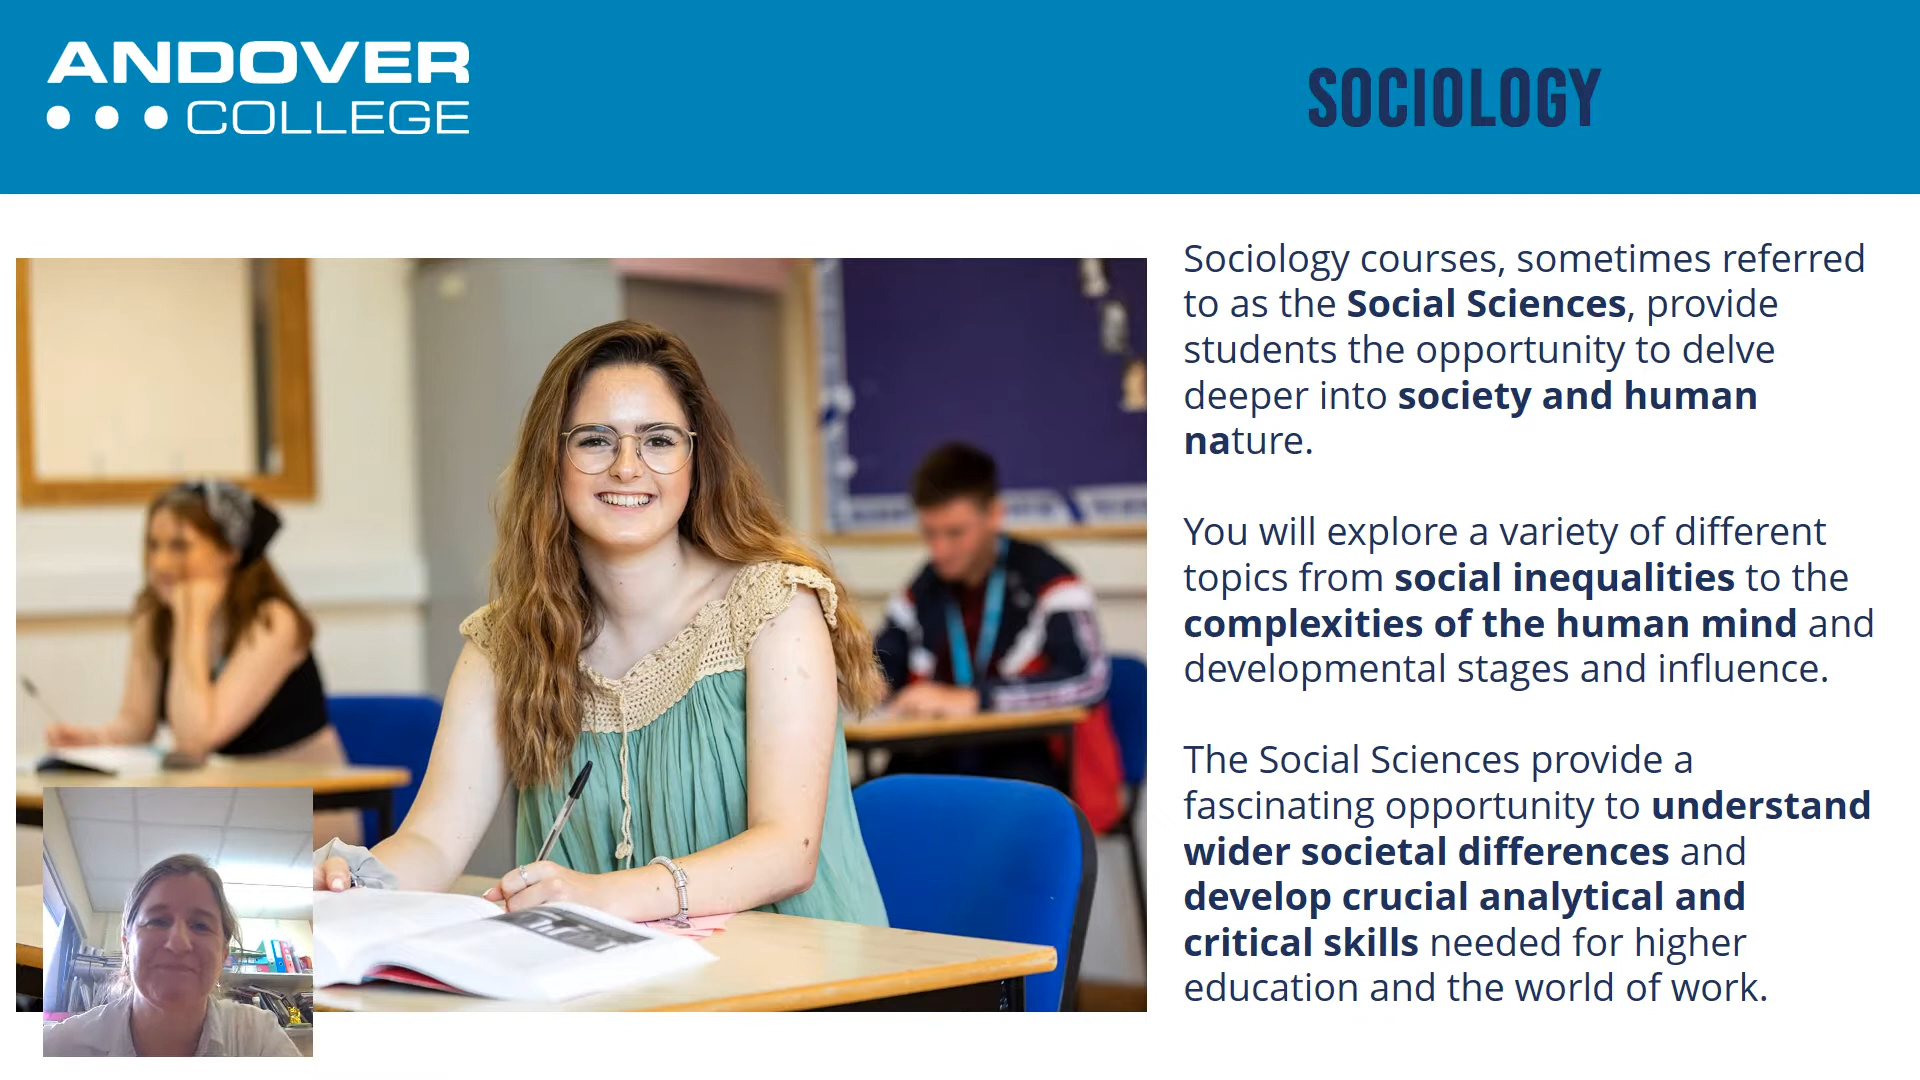 ANDOVER
COLLEGE
SOCIOLOGY
Sociology courses, sometimes referred
to as the Social Sciences, provide
students the opportunity to delve
deeper into society and human
nature.
You will explore a variety of different
topics from social inequalities to the
complexities of the human mind and
developmental stages and influence.
The Social Sciences provide a
fascinating opportunity to understand
wider societal differences and
develop crucial analytical and
critical skills needed for higher
education and the world of work.